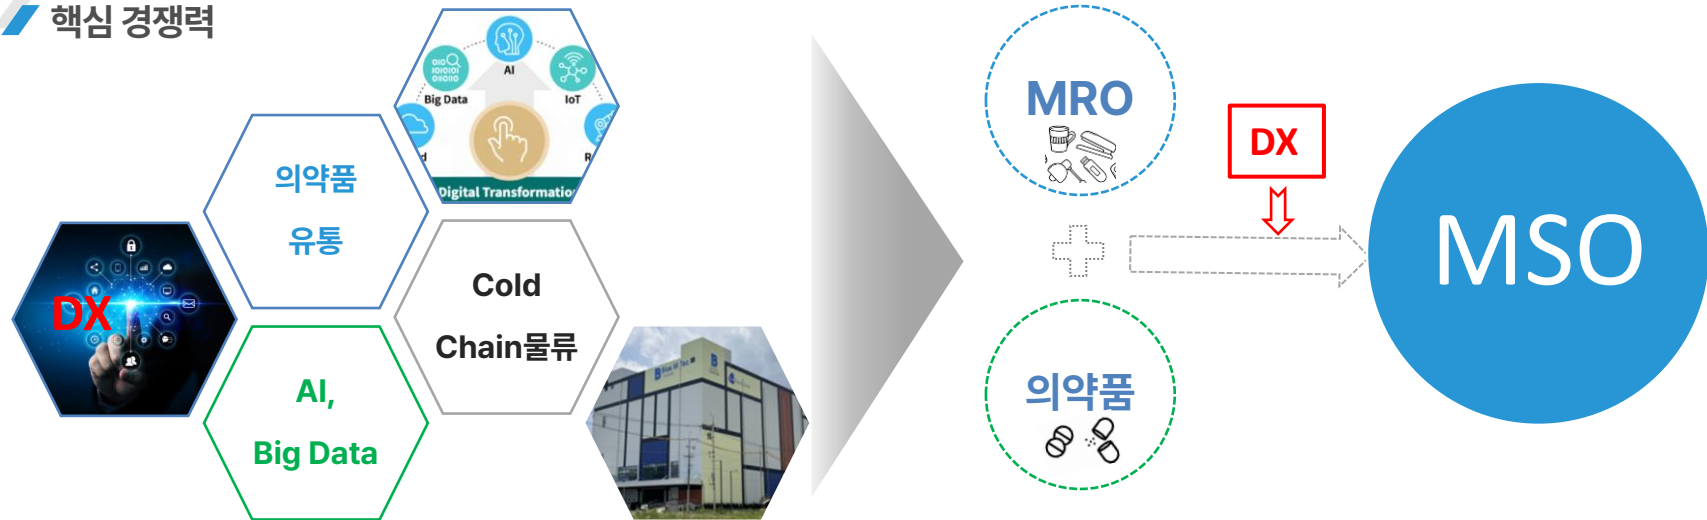 핵심 경쟁력
AI
Big Data
IoT
Digital Transformatio
의약품
유통
DX
Cold
Chain물류
AI,
Big Data
MRO
DX
의약품
MSO